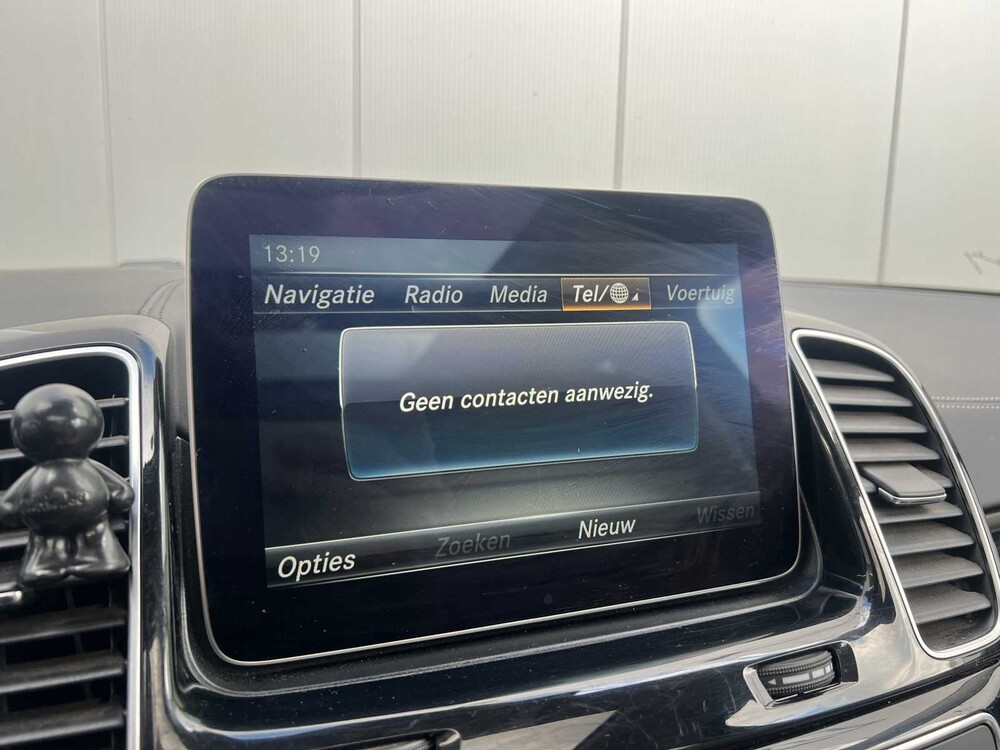 13:19
Navigatie Radio Media Tel/ Voertuig
Geen contacten aanwezig.
Opties Zoeken Nieuw Wissen